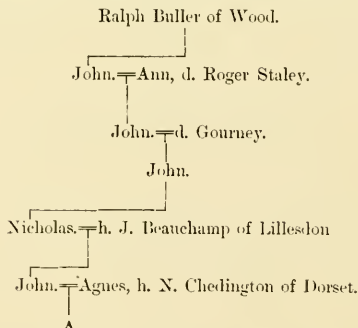 Ralph Buller of Wood.
John.═Ann, d. Roger Staley.
John.═d. Gourney.
John.
Nicholas.═h. J. Beauchamp of Lillesdon
John.═Agnes, h. N. Chedington of Dorset.
A